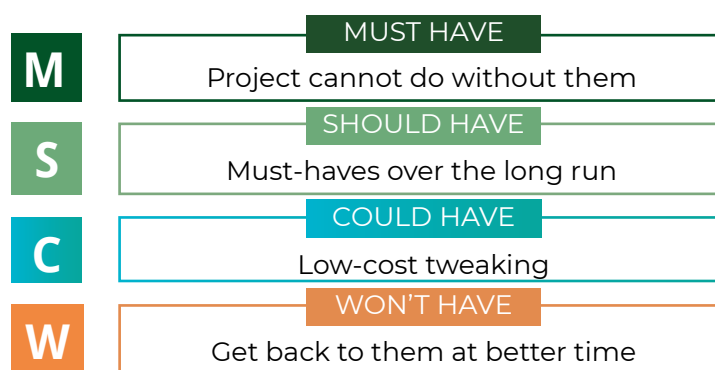 M
MUST HAVE
Project cannot do without them
S
SHOULD HAVE
Must-haves over the long run
C
COULD HAVE
Low-cost tweaking
W
WON’T HAVE
Get back to them at better time